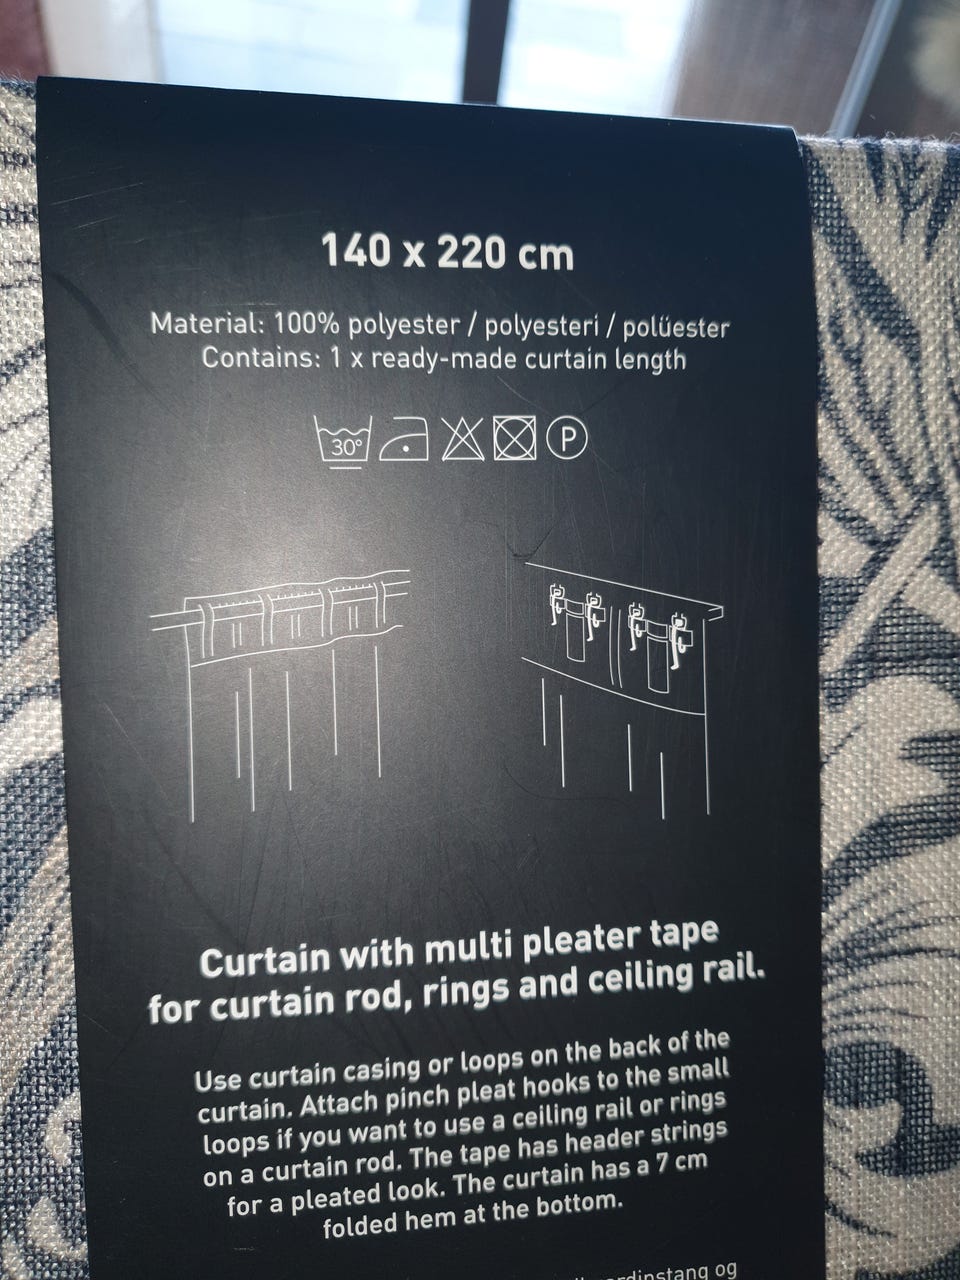 140 x 220 cm
Material: 100% polyester / polyesteri / polüester
Contains: 1 x ready-made curtain length
30° P
Curtain with multi pleater tape
for curtain rod, rings and ceiling rail.
Use curtain casing or loops on the back of the
curtain. Attach pinch pleat hooks to the small
loops if you want to use a ceiling rail or rings
on a curtain rod. The tape has header strings
for a pleated look. The curtain has a 7 cm
folded hem at the bottom.
og